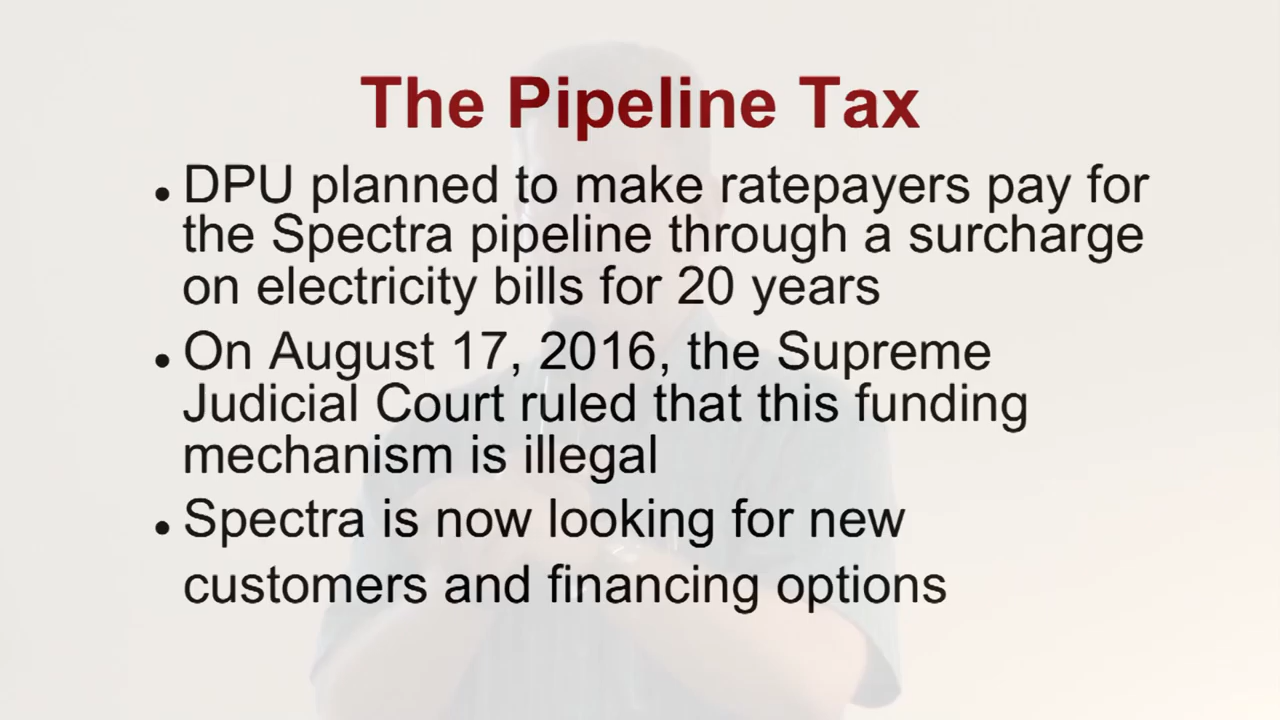 The Pipeline Tax
• DPU planned to make ratepayers pay for
the Spectra pipeline through a surcharge
on electricity bills for 20 years
• On August 17, 2016, the Supreme
Judicial Court ruled that this funding
mechanism is illegal
• Spectra is now looking for new
customers and financing options